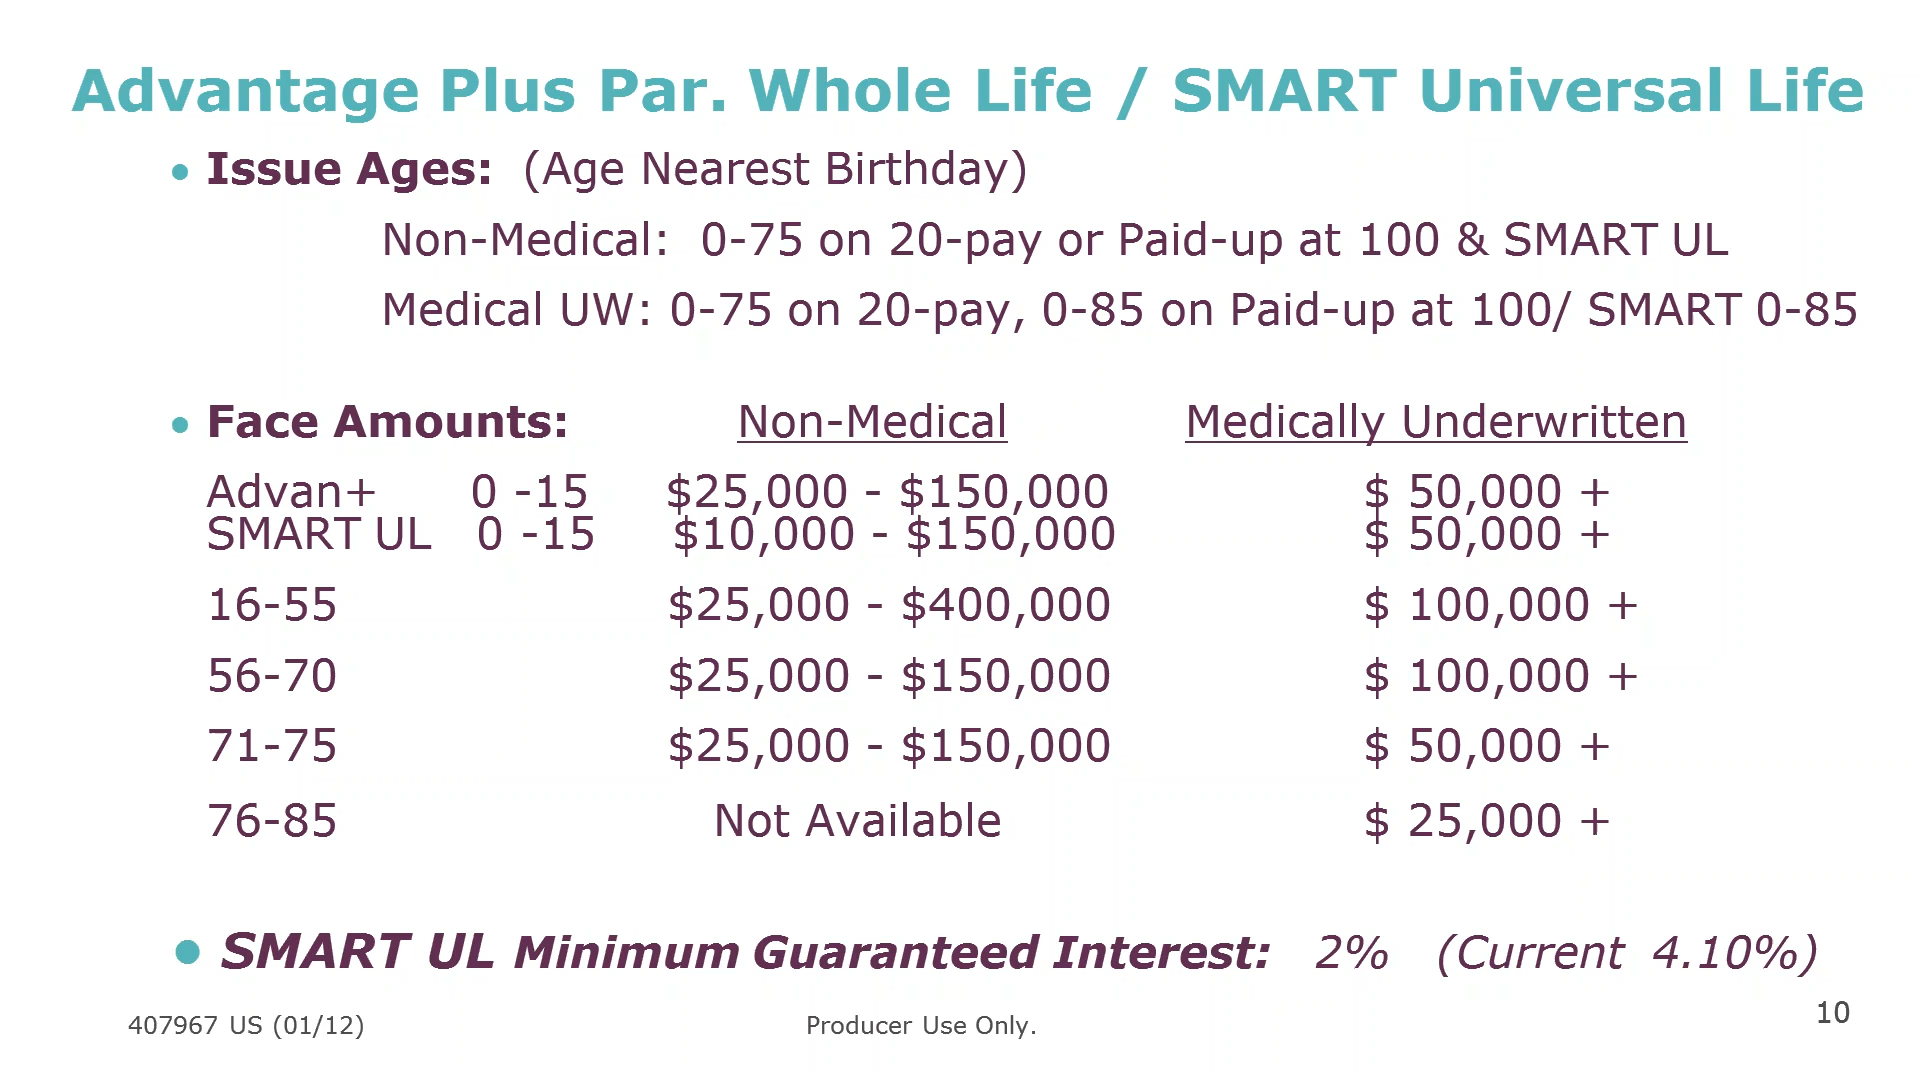 Advantage Plus Par. Whole Life / SMART Universal Life
• Issue Ages: (Age Nearest Birthday)
Non-Medical: 0-75 on 20-pay or Paid-up at 100 & SMART UL
Medical UW: 0-75 on 20-pay, 0-85 on Paid-up at 100/ SMART 0-85
• Face Amounts: Non-Medical Medically Underwritten
Advan+ 0 -15 $25,000 - $150,000 $ 50,000 +
SMART UL 0 -15 $10,000 - $150,000 $ 50,000 +
16-55 $25,000 - $400,000 $ 100,000 +
56-70 $25,000 - $150,000 $ 100,000 +
71-75 $25,000 - $150,000 $ 50,000 +
76-85 Not Available $ 25,000 +
• SMART UL Minimum Guaranteed Interest: 2% (Current 4.10%)
407967 US (01/12) Producer Use Only. 10